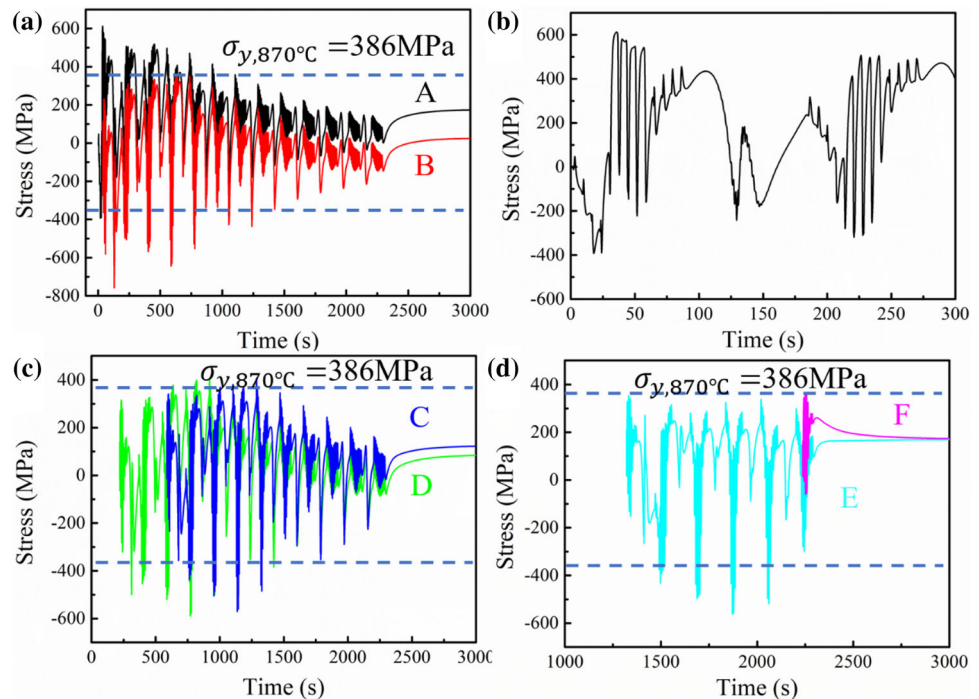 (a)
600
400
200
0
-200
-400
-600
-800
Stress (MPa)
σy,870℃ =386MPa
A
B
0 500 1000 1500 2000 2500 3000
Time (s)
(b)
600
400
200
0
-200
-400
-600
Stress (MPa)
0 50 100 150 200 250 300
Time (s)
(c)
400
200
0
-200
-400
-600
Stress (MPa)
σy,870℃ =386MPa
C
D
0 500 1000 1500 2000 2500 3000
Time (s)
(d)
400
200
0
-200
-400
-600
Stress (MPa)
σy,870℃ =386MPa
F
E
1000 1500 2000 2500 3000
Time (s)